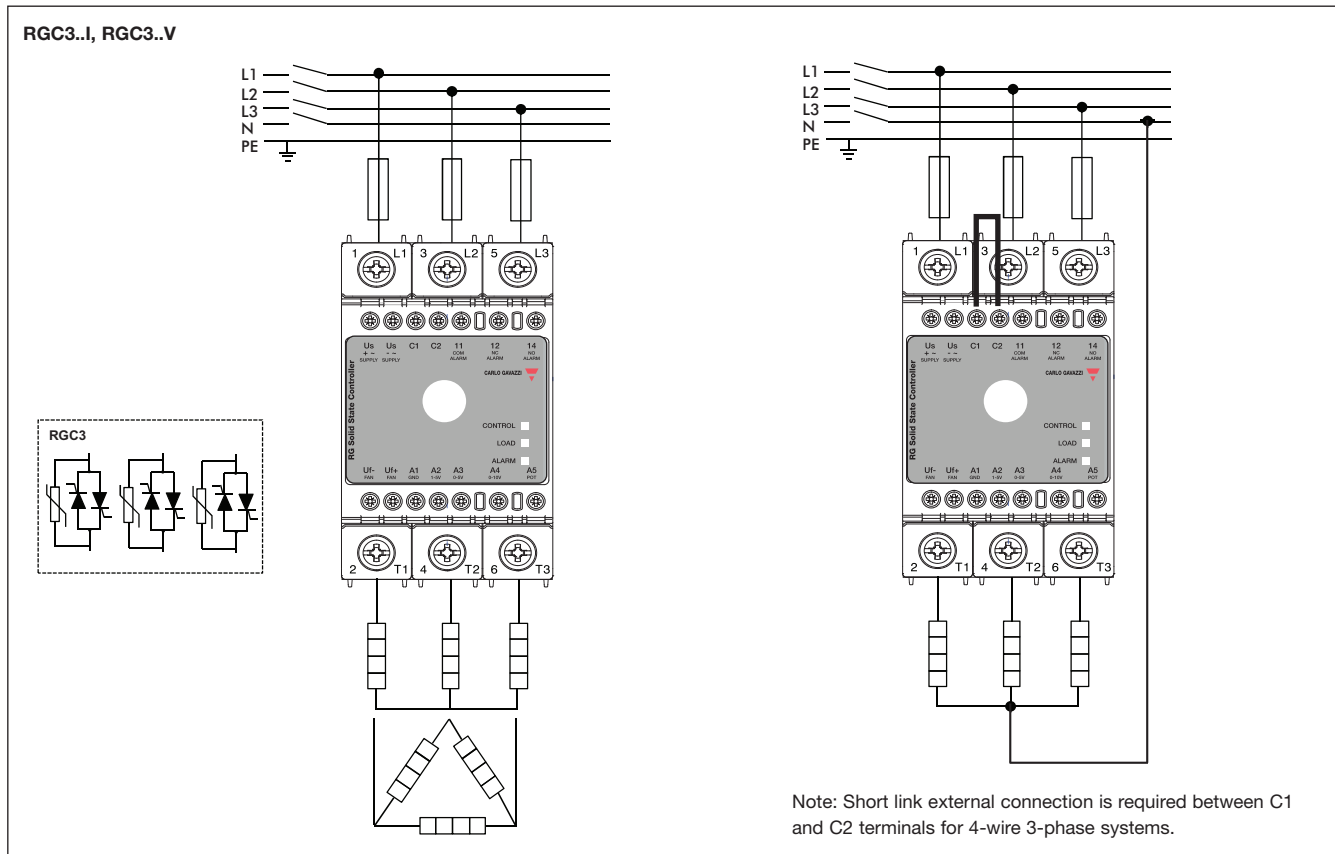 RGC3..I, RGC3..V
L1
L2
L3
N
PE
1 L1 3 L2 5 L3
Us Us C1 C2 11 12 14
+ ~ - ~ COM NC NO
SUPPLY SUPPLY ALARM ALARM ALARM
CARLO GAVAZZI
RG Solid State Controller
CONTROL
LOAD
ALARM
Uf- Uf+ A1 A2 A3 A4 A5
FAN FAN GND 1-5V 0-5V 0-10V POT
2 T1 4 T2 6 T3
RGC3
L1
L2
L3
N
PE
1 L1 3 L2 5 L3
Us Us C1 C2 11 12 14
+ ~ - ~ COM NC NO
SUPPLY SUPPLY ALARM ALARM ALARM
CARLO GAVAZZI
RG Solid State Controller
CONTROL
LOAD
ALARM
Uf- Uf+ A1 A2 A3 A4 A5
FAN FAN GND 1-5V 0-5V 0-10V POT
2 T1 4 T2 6 T3
Note: Short link external connection is required between C1
and C2 terminals for 4-wire 3-phase systems.